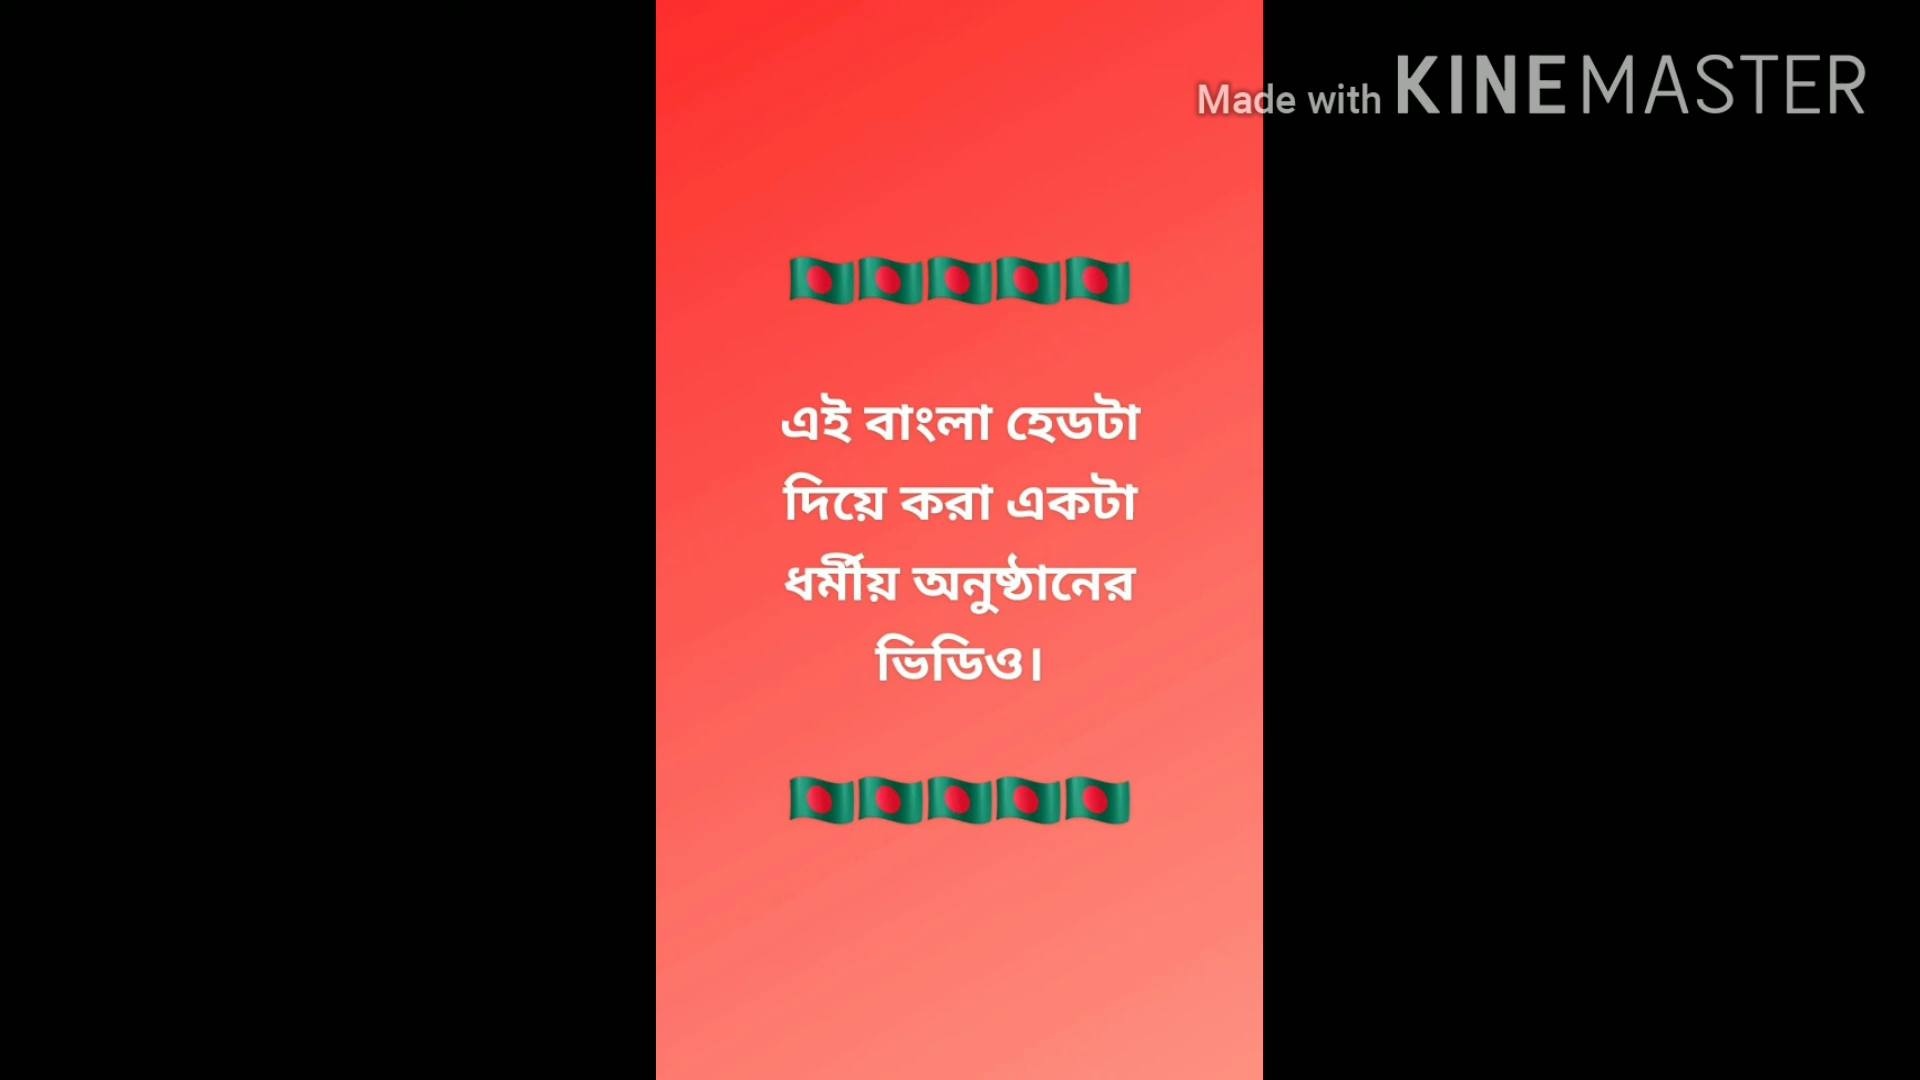 Made with KINEMASTER
🇧🇩🇧🇩🇧🇩🇧🇩🇧🇩
এই বাংলা হেডটা
দিয়ে করা একটা
ধর্মীয় অনুষ্ঠানের
ভিডিও।
🇧🇩🇧🇩🇧🇩🇧🇩🇧🇩